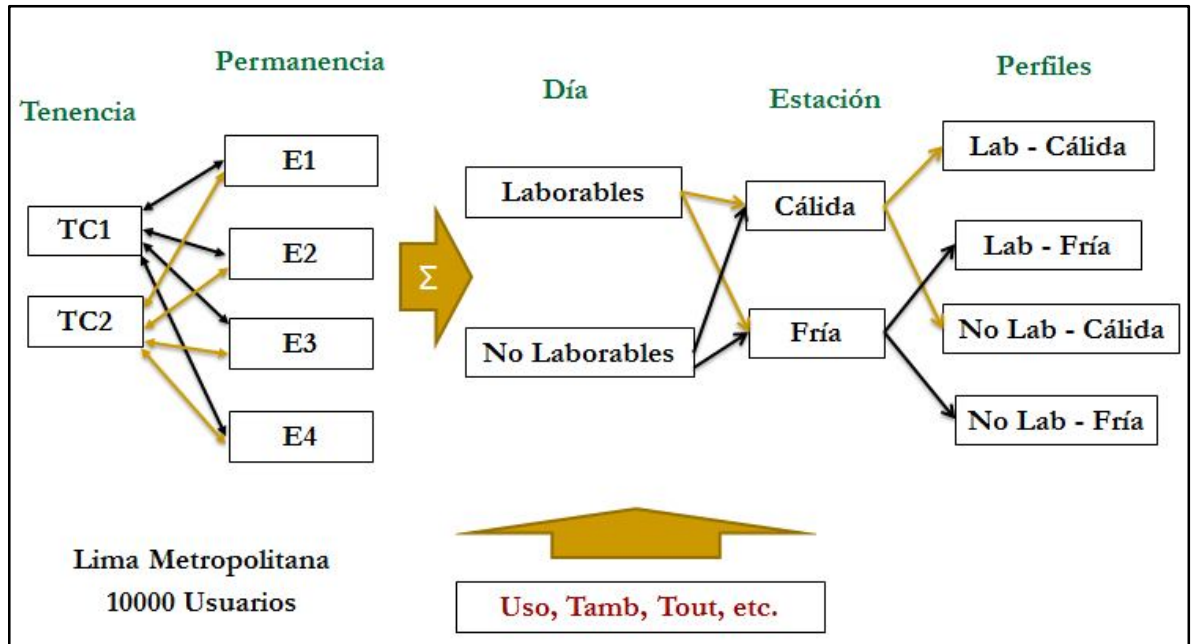 Tenencia
Permanencia
Día
Estación
Perfiles
TC1
TC2
E1
E2
E3
E4
Σ
Laborables
No Laborables
Cálida
Fría
Lab - Cálida
Lab - Fría
No Lab - Cálida
No Lab - Fría
Lima Metropolitana
10000 Usuarios
Uso, Tamb, Tout, etc.